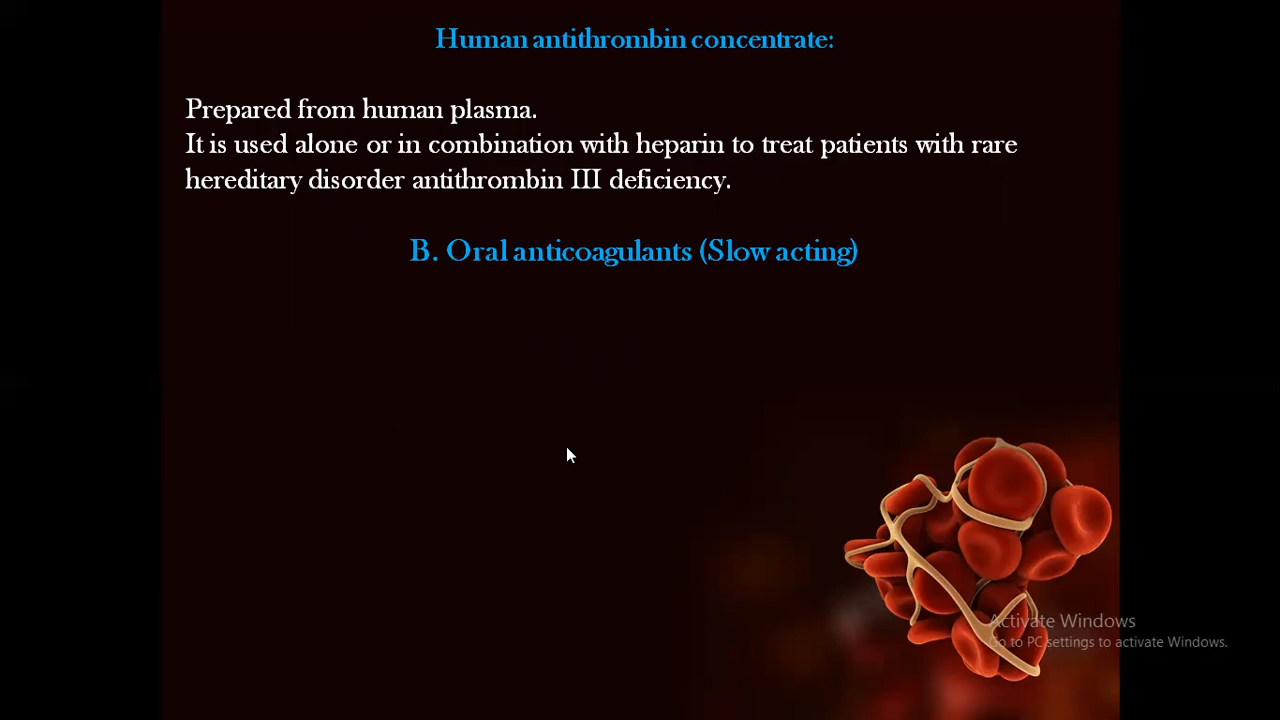 Human antithrombin concentrate:
Prepared from human plasma.
It is used alone or in combination with heparin to treat patients with rare
hereditary disorder antithrombin III deficiency.
B. Oral anticoagulants (Slow acting)
Activate Windows
Go to PC settings to activate Windows.